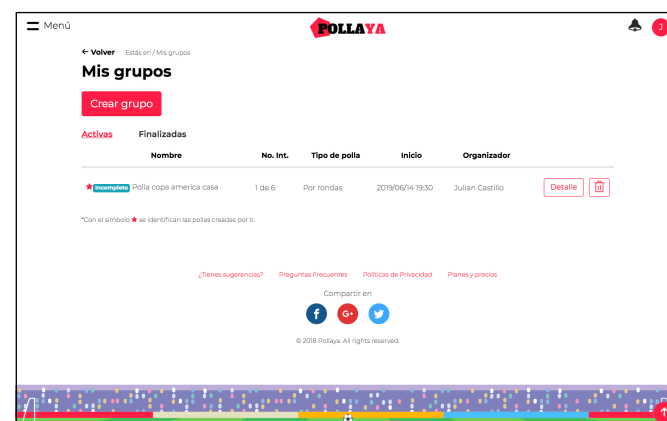 Menú
POLLAYA
J
← Volver Estás en / Mis grupos
Mis grupos
Crear grupo
Activas Finalizadas
Nombre No. Int. Tipo de polla Inicio Organizador
★ Incompleto Polla copa america casa 1 de 6 Por rondas 2019/06/14 19:30 Julian Castillo Detalle
*Con el simbolo ★ se identifican las pollas creadas por ti.
¿Tienes sugerencias? Preguntas Frecuentes Políticas de Privacidad Planes y precios
Compartir en
f G+
© 2018 Pollaya. All rights reserved.